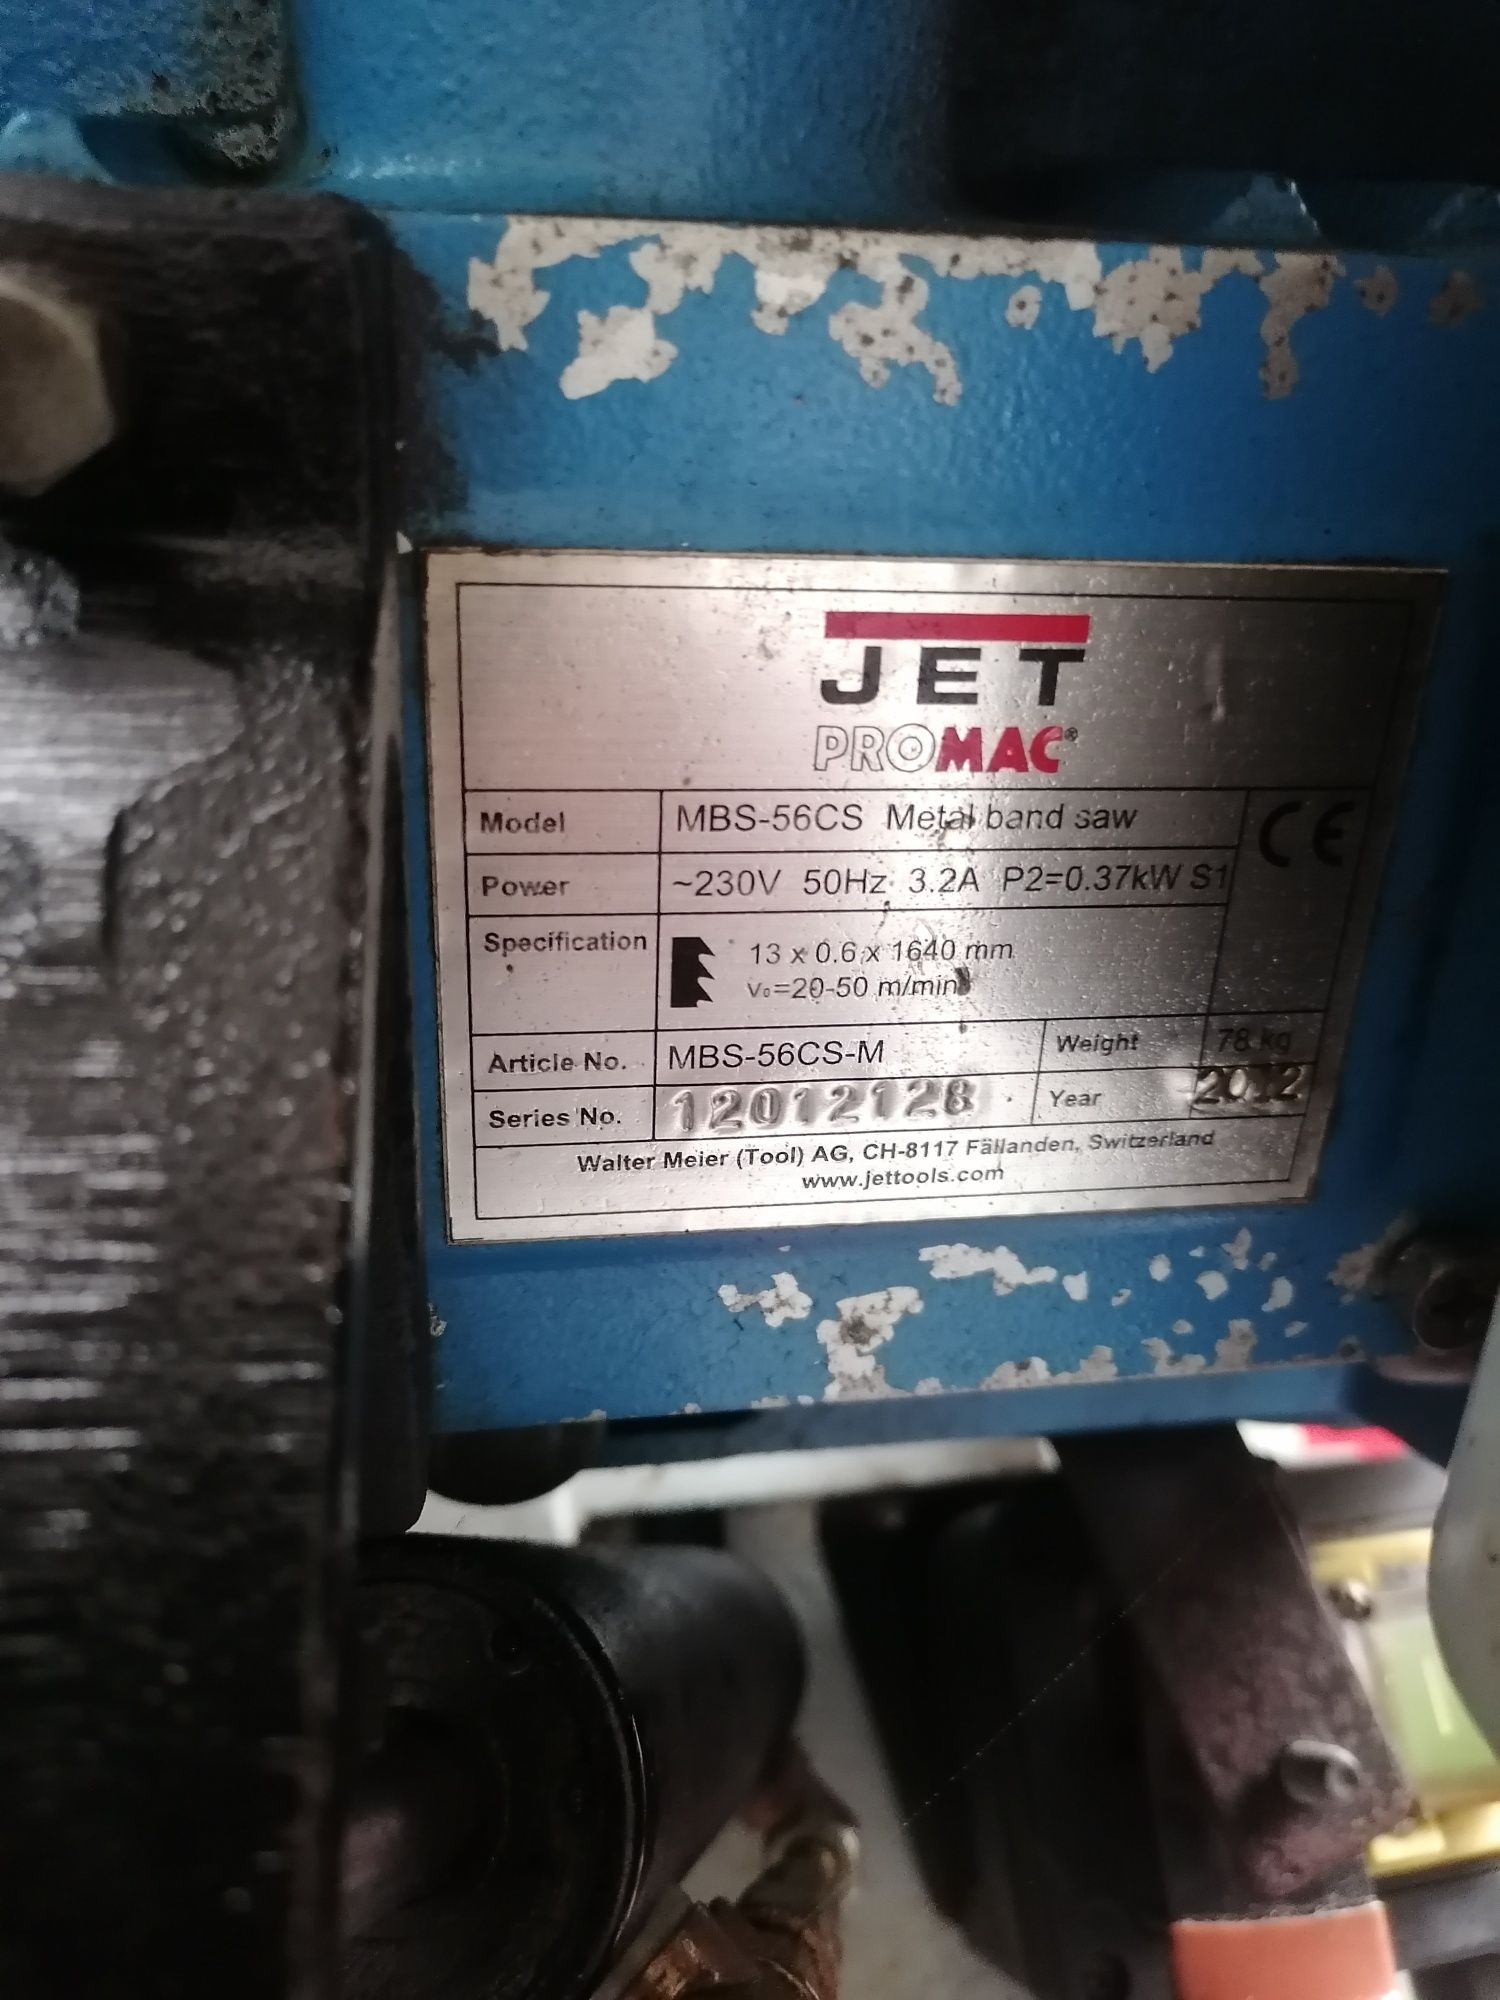 JET
PROMAC®
Model MBS-56CS Metal band saw CE
Power ~230V 50Hz 3.2A P2=0.37kW S1
Specification 13 x 0.6 x 1640 mm
v₀=20-50 m/min
Article No. MBS-56CS-M Weight 78 kg
Series No. 12012128 Year 2012
Walter Meier (Tool) AG, CH-8117 Fällanden, Switzerland
www.jettools.com